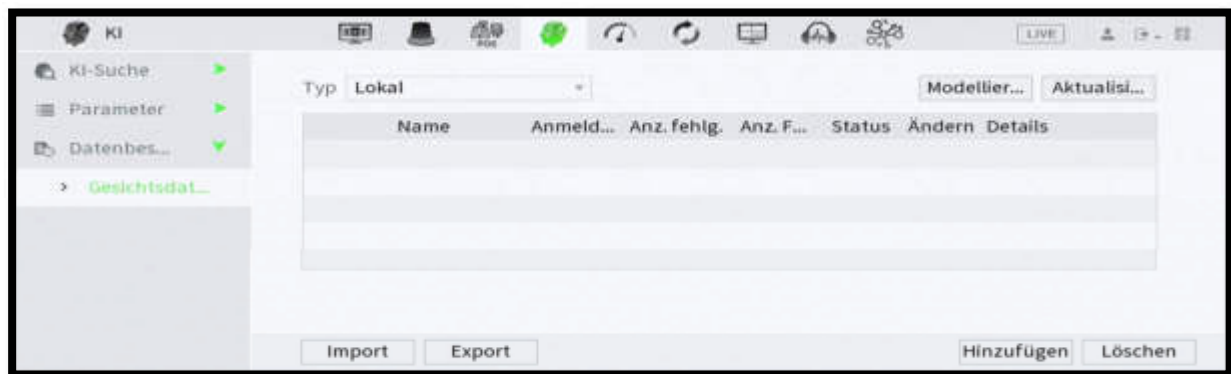 KI
LIVE
KI-Suche
Parameter
Datenbes...
Gesichtsdat...
Typ Lokal
Modellier...
Aktualisi...
Name Anmeld... Anz. fehlg. Anz. F... Status Ändern Details
Import
Export
Hinzufügen
Löschen